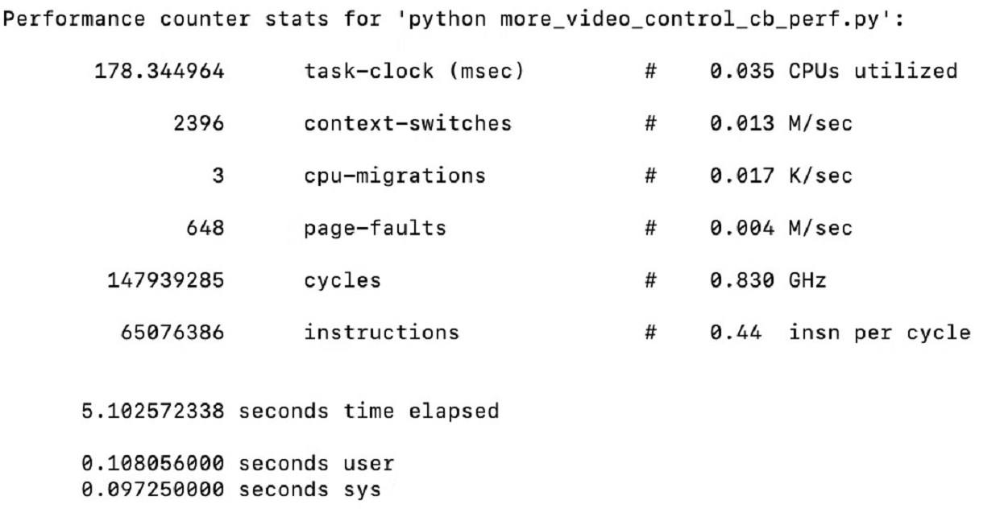 Performance counter stats for 'python more_video_control_cb_perf.py':
178.344964 task-clock (msec) # 0.035 CPUs utilized
2396 context-switches # 0.013 M/sec
3 cpu-migrations # 0.017 K/sec
648 page-faults # 0.004 M/sec
147939285 cycles # 0.830 GHz
65076386 instructions # 0.44 insn per cycle
5.102572338 seconds time elapsed
0.108056000 seconds user
0.097250000 seconds sys